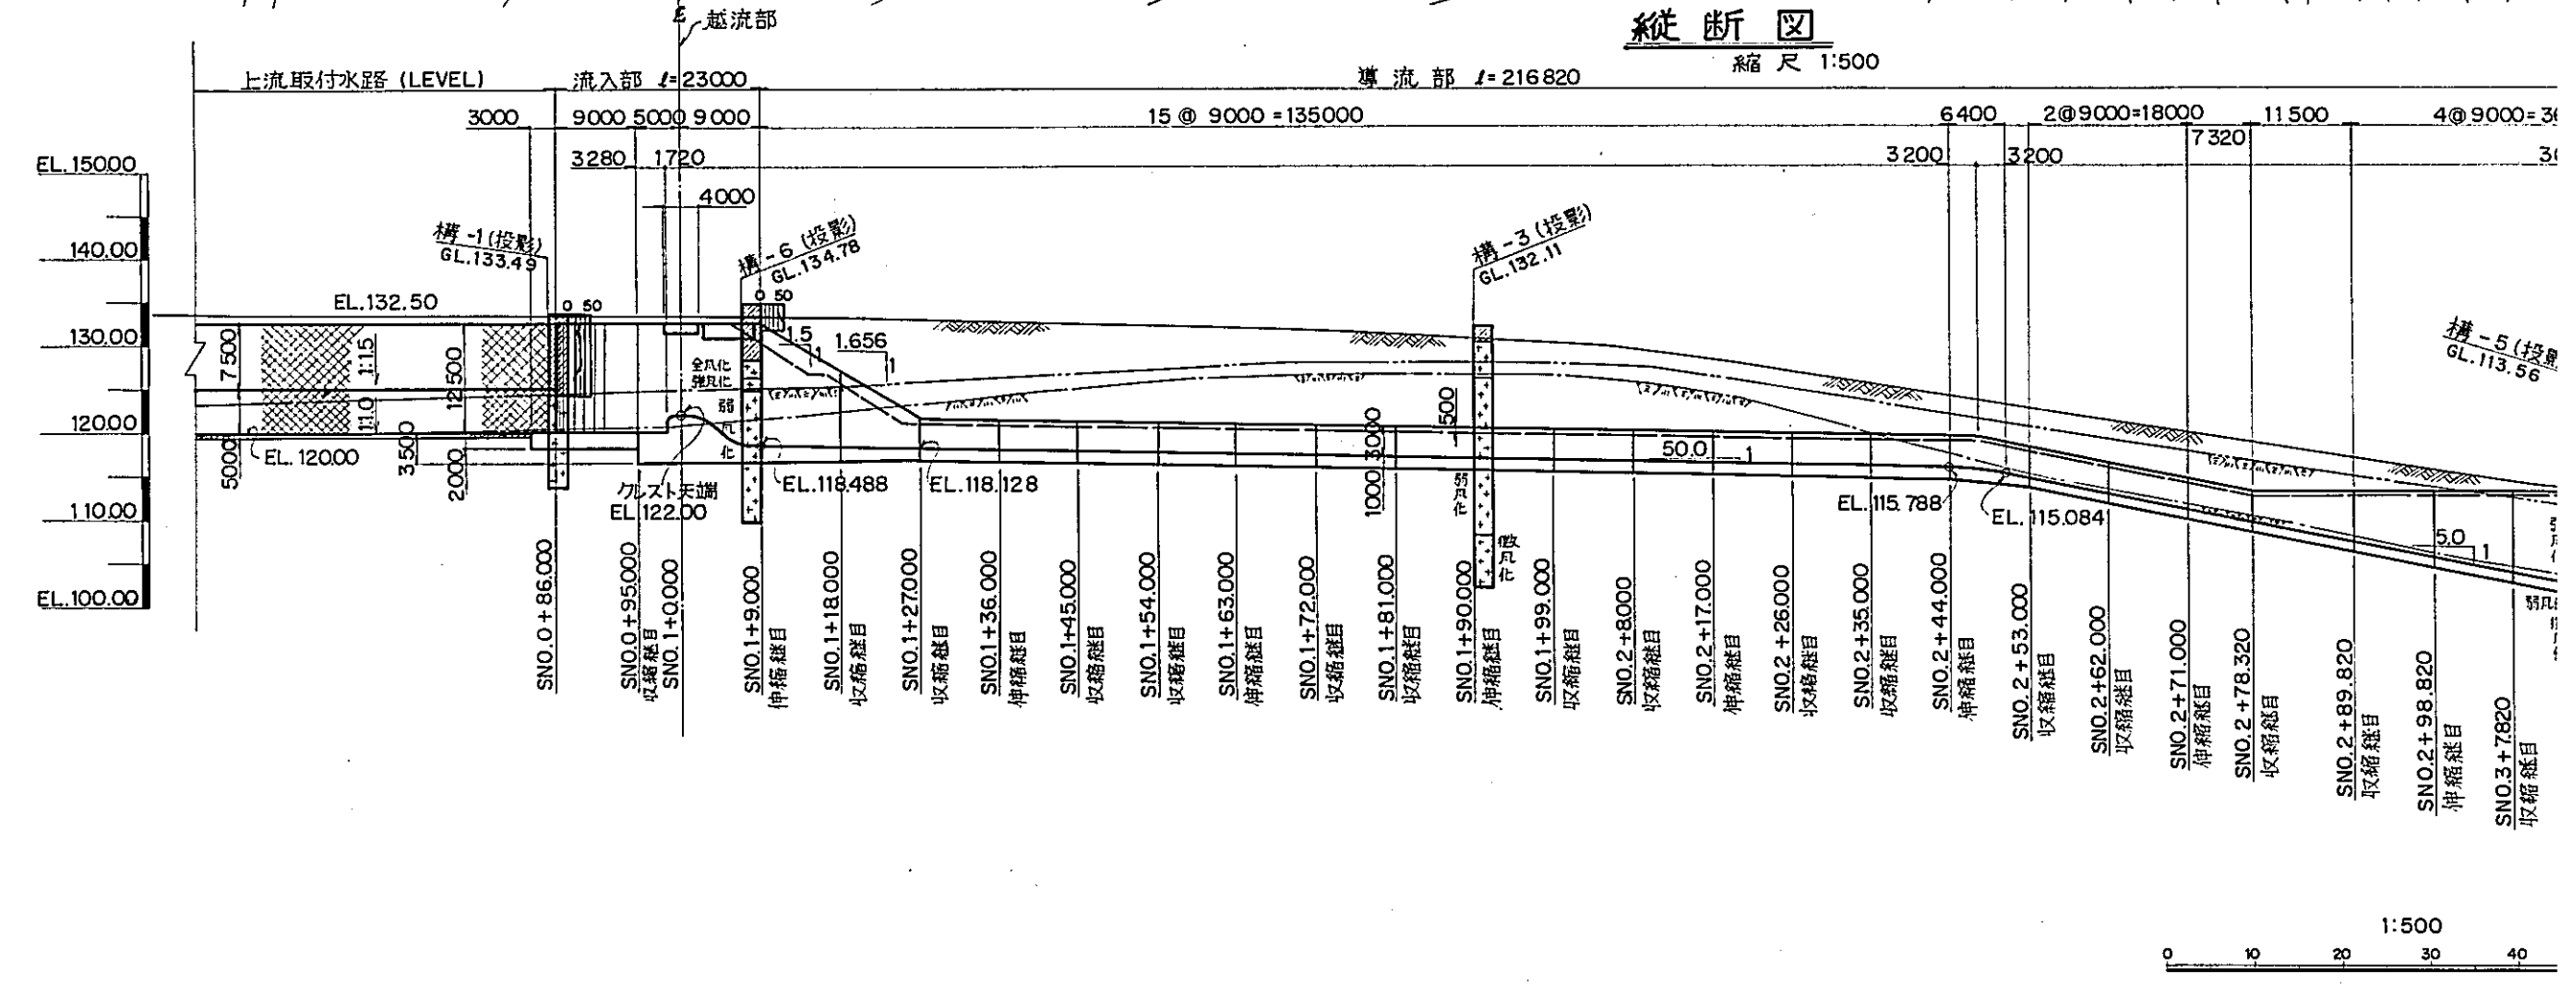 越流部
縦断図
縮尺 1:500
上流取付水路 (LEVEL)
流入部 l=23000
導流部 l=216820
3000
9000 5000 9000
15 @ 9000 =135000
6400
2@9000=18000
11500
4@9000=3
7320
3280 1720
3200
3200
4000
EL.150.00
140.00
130.00
120.00
110.00
EL.100.00
構-1(投影)
GL.133.49
構-6(投影)
GL.134.78
構-3(投影)
GL.132.11
構-5(投影
GL.113.56
EL.132.50
0 50
0 50
7500
1:1.5
1:1.0
12500
5000
3500
2000
EL.120.00
1.5
1
1.656
1
全風化
強風化
弱
風
化
クレスト天端
EL.122.00
EL.118.488
EL.118.128
1000 3000
500
弱風化
微風化
50.0
1
EL.115.788
EL.115.084
5.0
1
SNO.0+86.000
SNO.0+95.000
収縮継目
SNO.1+0.000
SNO.1+9.000
伸縮継目
SNO.1+18.000
収縮継目
SNO.1+27.000
収縮継目
SNO.1+36.000
伸縮継目
SNO.1+45.000
収縮継目
SNO.1+54.000
収縮継目
SNO.1+63.000
伸縮継目
SNO.1+72.000
収縮継目
SNO.1+81.000
収縮継目
SNO.1+90.000
伸縮継目
SNO.1+99.000
収縮継目
SNO.2+8.000
収縮継目
SNO.2+17.000
伸縮継目
SNO.2+26.000
収縮継目
SNO.2+35.000
収縮継目
SNO.2+44.000
伸縮継目
SNO.2+53.000
収縮継目
SNO.2+62.000
収縮継目
SNO.2+71.000
伸縮継目
SNO.2+78.320
収縮継目
SNO.2+89.820
収縮継目
SNO.2+98.820
伸縮継目
SNO.3+7.820
収縮継目
1:500
0 10 20 30 40